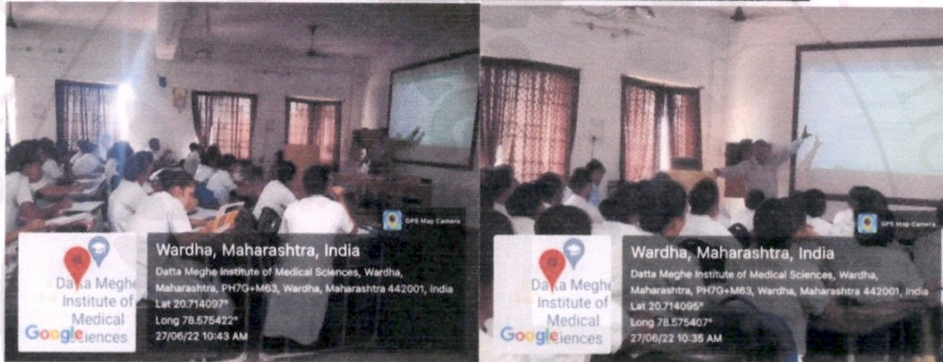 GPS Map Camera
Datta Meghe
Institute of
Medical
Sciences
Google
Wardha, Maharashtra, India
Datta Meghe Institute of Medical Sciences, Wardha,
Maharashtra, PH7G+M63, Wardha, Maharashtra 442001, India
Lat 20.714097°
Long 78.575422°
27/06/22 10:43 AM
GPS Map Camera
Datta Meghe
Institute of
Medical
Sciences
Google
Wardha, Maharashtra, India
Datta Meghe Institute of Medical Sciences, Wardha,
Maharashtra, PH7G+M63, Wardha, Maharashtra 442001, India
Lat 20.714095°
Long 78.575407°
27/06/22 10:35 AM